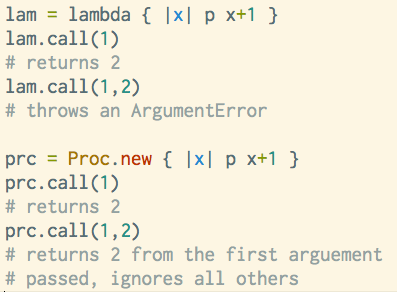 lam = lambda { |x| p x+1 }
lam.call(1)
# returns 2
lam.call(1,2)
# throws an ArgumentError

prc = Proc.new { |x| p x+1 }
prc.call(1)
# returns 2
prc.call(1,2)
# returns 2 from the first arguement
# passed, ignores all others